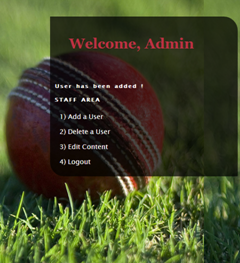 Welcome, Admin
User has been added !
STAFF AREA
1) Add a User
2) Delete a User
3) Edit Content
4) Logout